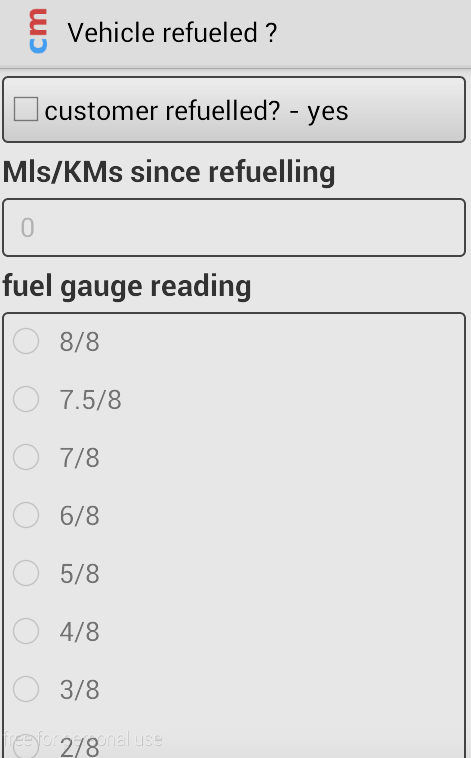 cm
Vehicle refueled ?
customer refuelled? - yes
Mls/KMs since refuelling
0
fuel gauge reading
8/8
7.5/8
7/8
6/8
5/8
4/8
3/8
free for personal use
2/8